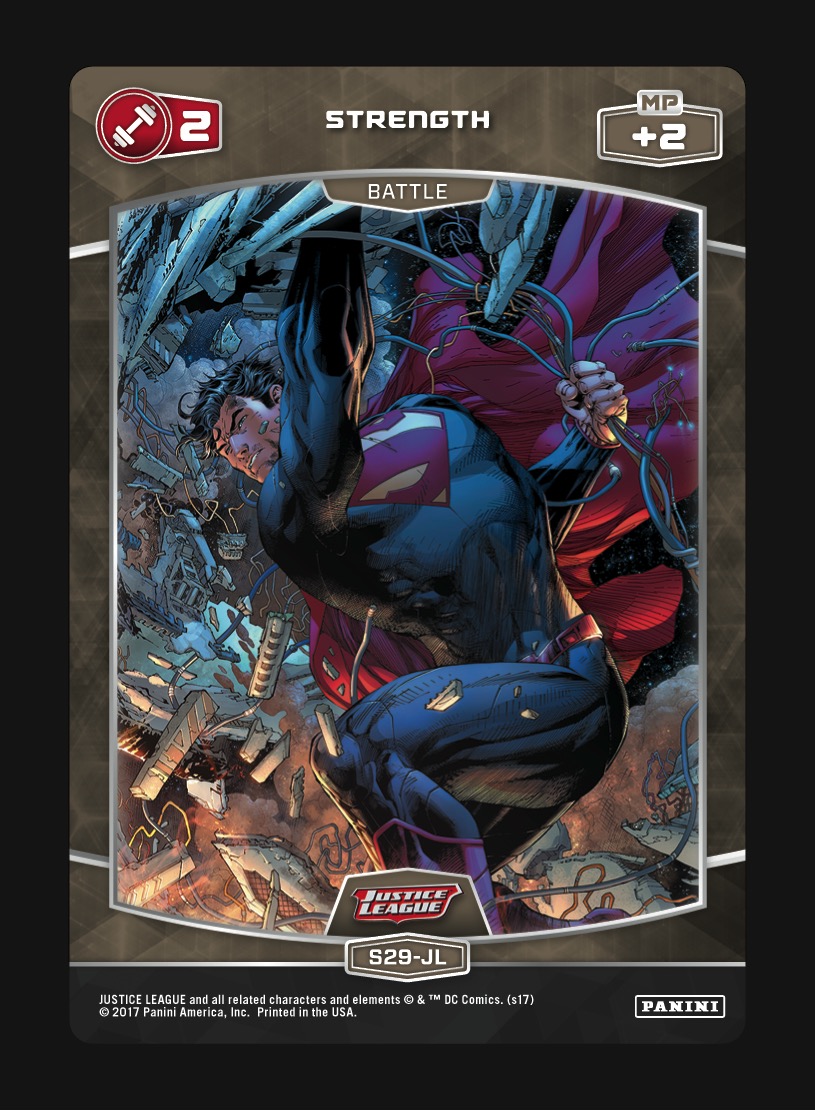 2
STRENGTH
MP
+2
BATTLE
JUSTICE
LEAGUE
S29-JL
JUSTICE LEAGUE and all related characters and elements © & ™ DC Comics. (s17)
© 2017 Panini America, Inc. Printed in the USA.
PANINI